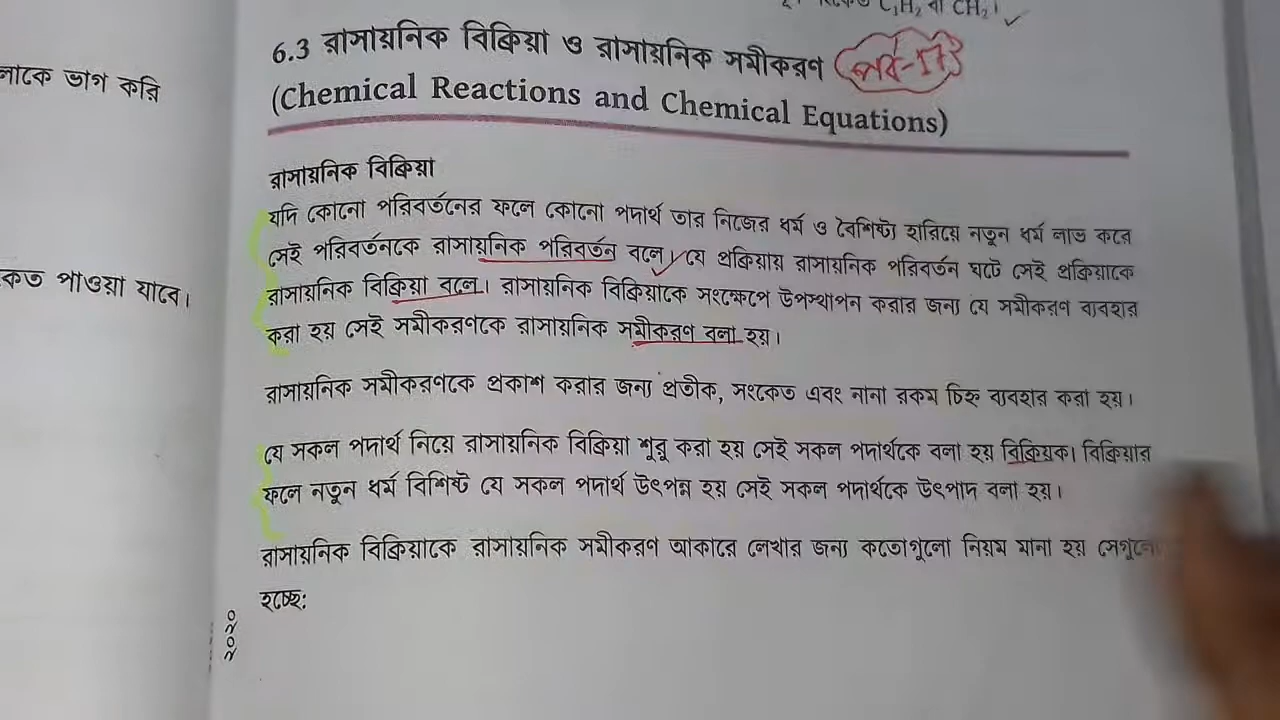 সংকেত C₁H₂ বা CH₂।
6.3 রাসায়নিক বিক্রিয়া ও রাসায়নিক সমীকরণ
(Chemical Reactions and Chemical Equations)
লোকে ভাগ করি
রাসায়নিক বিক্রিয়া
যদি কোনো পরিবর্তনের ফলে কোনো পদার্থ তার নিজের ধর্ম ও বৈশিষ্ট্য হারিয়ে নতুন ধর্ম লাভ করে
সেই পরিবর্তনকে রাসায়নিক পরিবর্তন বলে। যে প্রক্রিয়ায় রাসায়নিক পরিবর্তন ঘটে সেই প্রক্রিয়াকে
রাসায়নিক বিক্রিয়া বলে। রাসায়নিক বিক্রিয়াকে সংক্ষেপে উপস্থাপন করার জন্য যে সমীকরণ ব্যবহার
করা হয় সেই সমীকরণকে রাসায়নিক সমীকরণ বলা হয়।
কেত পাওয়া যাবে।
রাসায়নিক সমীকরণকে প্রকাশ করার জন্য প্রতীক, সংকেত এবং নানা রকম চিহ্ন ব্যবহার করা হয়।
যে সকল পদার্থ নিয়ে রাসায়নিক বিক্রিয়া শুরু করা হয় সেই সকল পদার্থকে বলা হয় বিক্রিয়ক। বিক্রিয়ার
ফলে নতুন ধর্ম বিশিষ্ট যে সকল পদার্থ উৎপন্ন হয় সেই সকল পদার্থকে উৎপাদ বলা হয়।
রাসায়নিক বিক্রিয়াকে রাসায়নিক সমীকরণ আকারে লেখার জন্য কতোগুলো নিয়ম মানা হয় সেগুলো
হচ্ছে:
২০২০